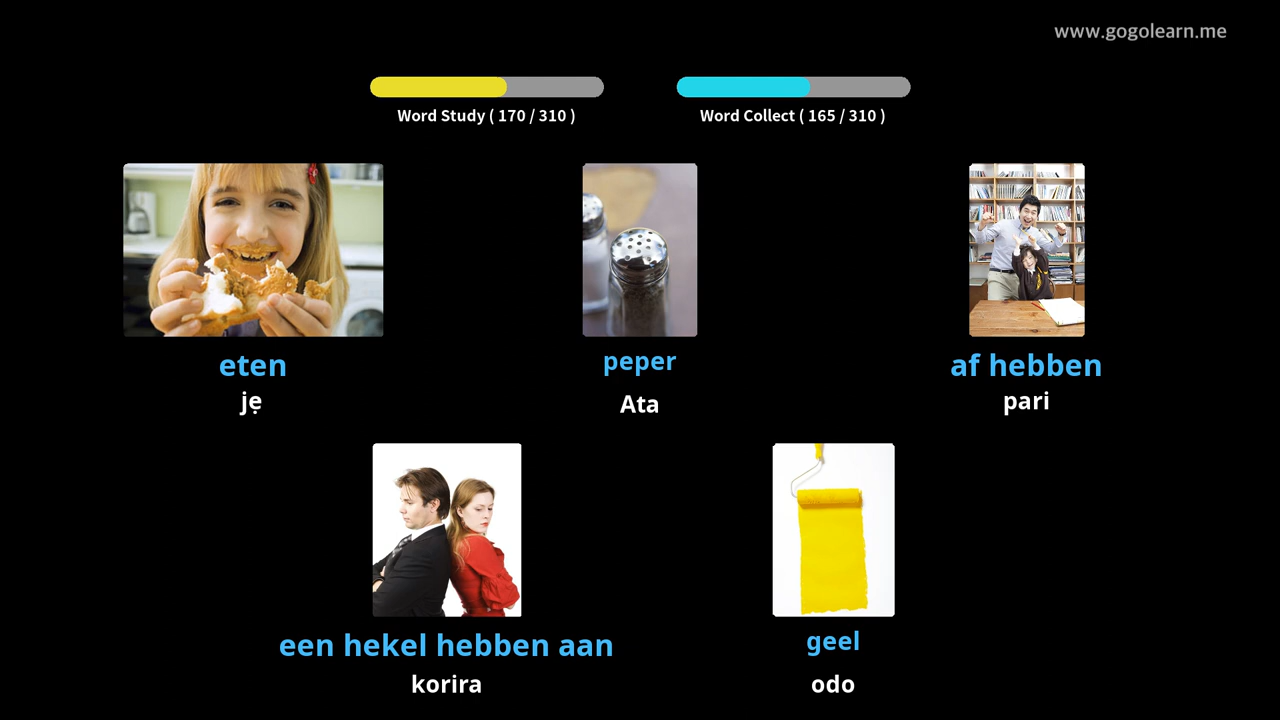 www.gogolearn.me
Word Study ( 170 / 310 )
Word Collect ( 165 / 310 )
eten
jẹ
peper
Ata
af hebben
pari
een hekel hebben aan
korira
geel
odo